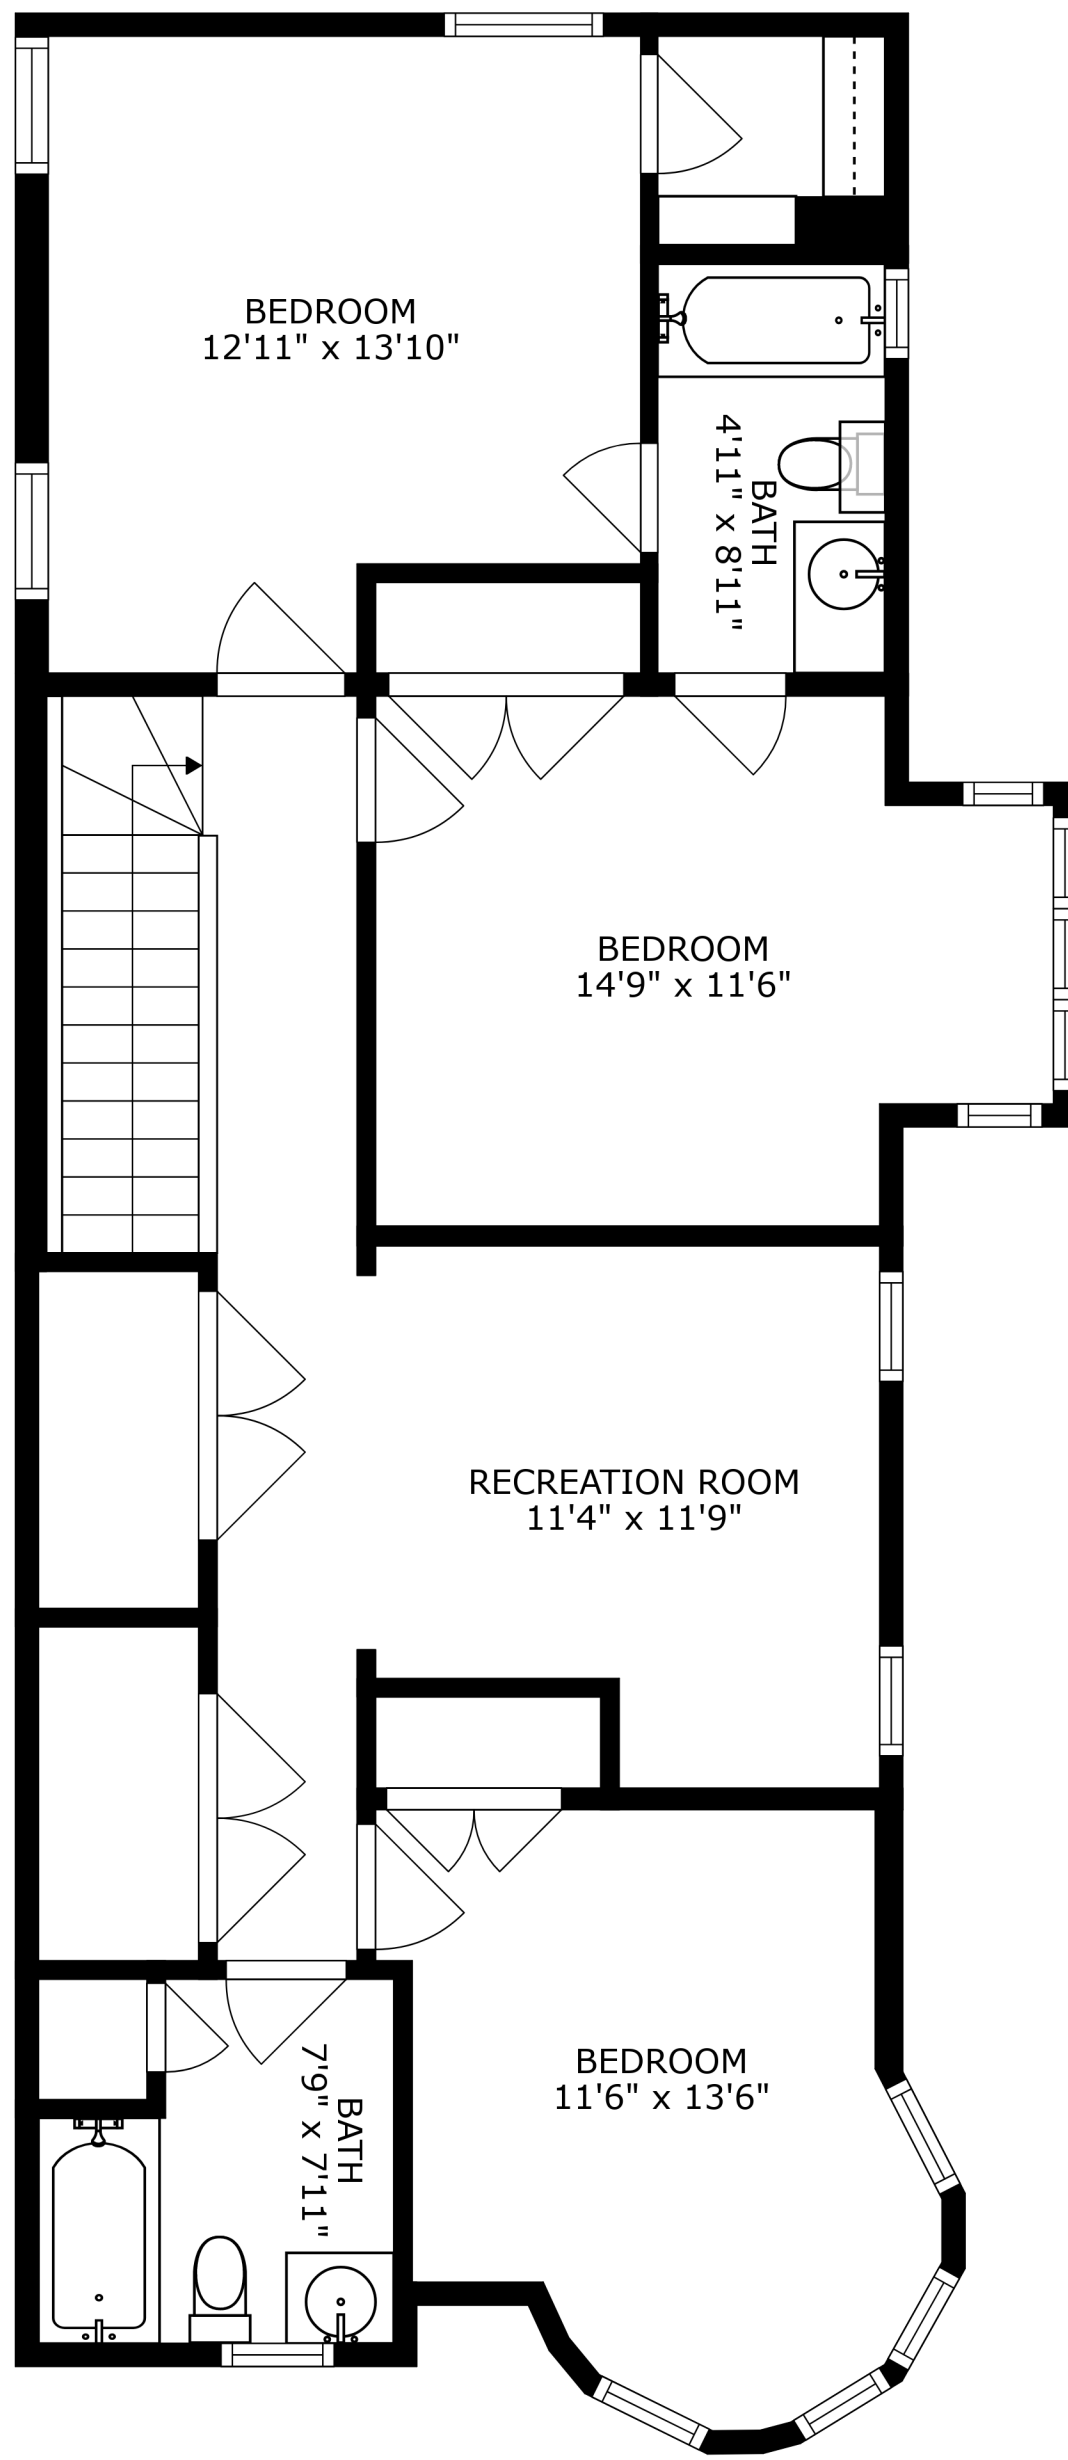 BEDROOM
12'11" x 13'10"
BATH
4'11" x 8'11"
BEDROOM
14'9" x 11'6"
RECREATION ROOM
11'4" x 11'9"
BEDROOM
11'6" x 13'6"
BATH
7'9" x 7'11"